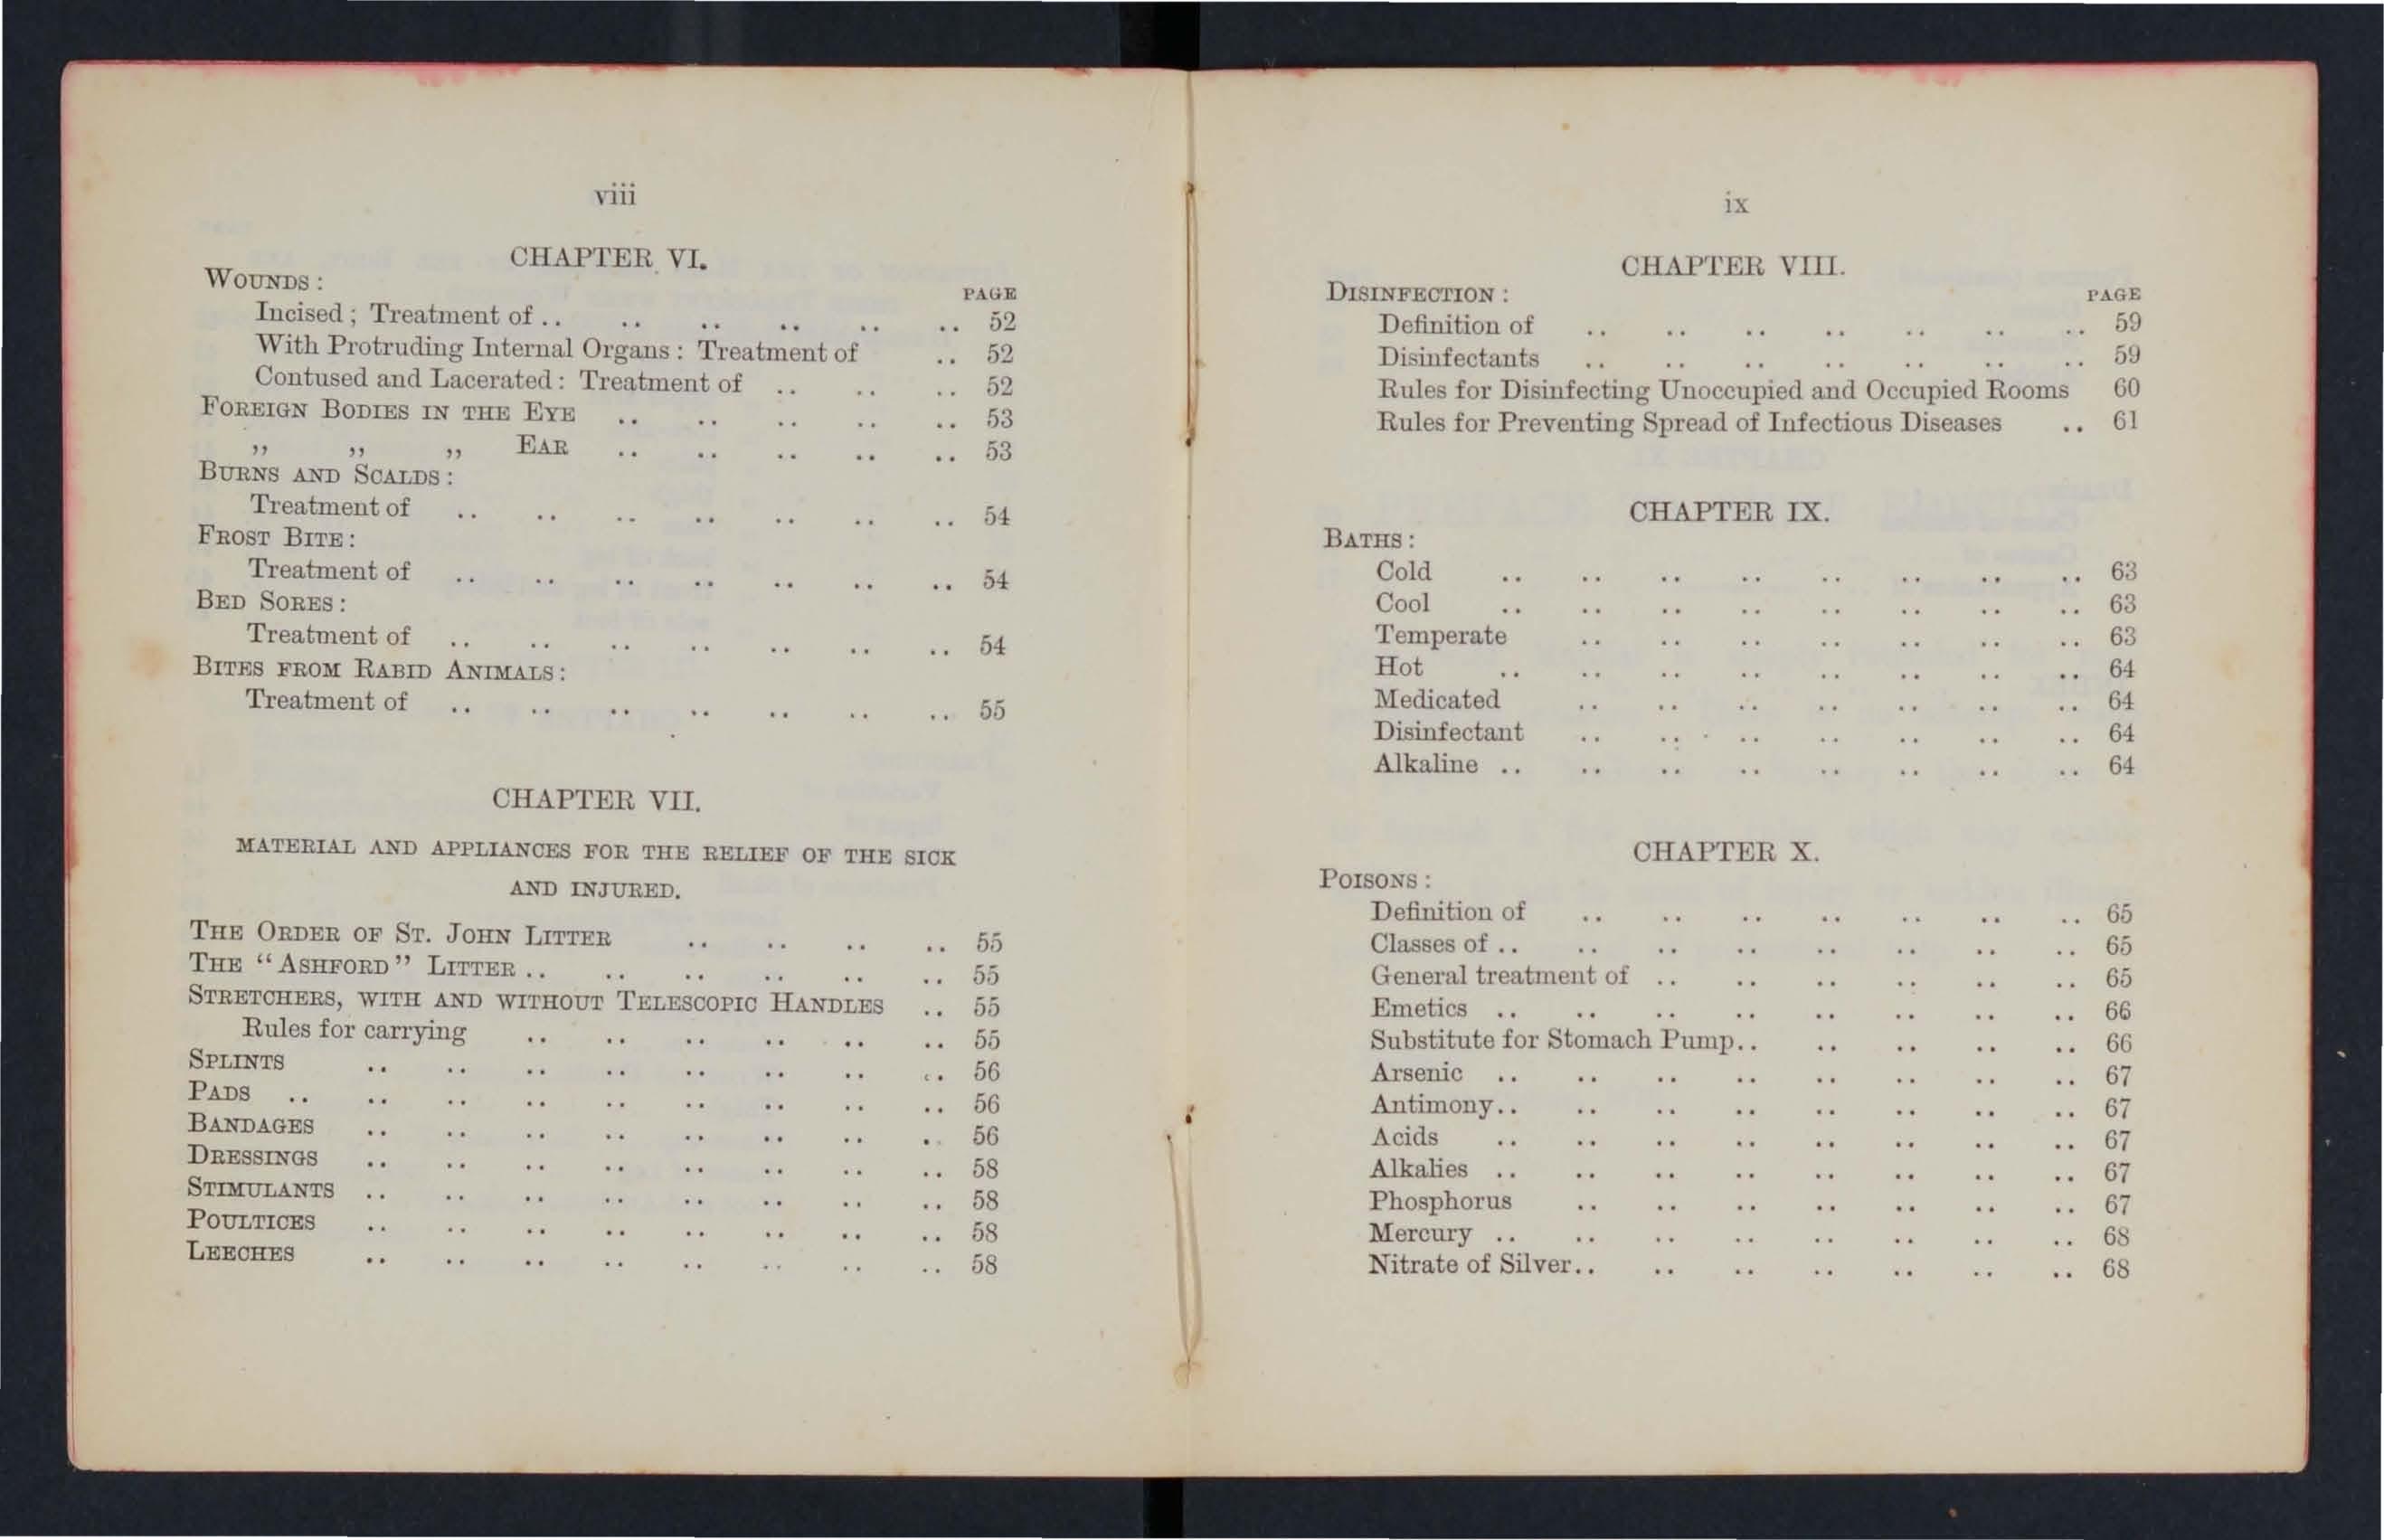 viii
CHAPTER VI.
WOUNDS :
PAGE
Incised ; Treatment of .. .. .. .. .. .. 52
With Protruding Internal Organs : Treatment of .. 52
Contused and Lacerated : Treatment of .. .. .. 52
FOREIGN BODIES IN THE EYE .. .. .. .. .. 53
,, ,, ,, EAR .. .. .. .. .. 53
BURNS AND SCALDS :
Treatment of .. .. .. .. .. .. .. 54
FROST BITE :
Treatment of .. .. .. .. .. .. .. 54
BED SORES :
Treatment of .. .. .. .. .. .. .. 54
BITES FROM RABID ANIMALS :
Treatment of .. .. .. .. .. .. .. 55
CHAPTER VII.
MATERIAL AND APPLIANCES FOR THE RELIEF OF THE SICK
AND INJURED.
THE ORDER OF ST. JOHN LITTER .. .. .. .. 55
THE “ASHFORD” LITTER .. .. .. .. .. .. 55
STRETCHERS, WITH AND WITHOUT TELESCOPIC HANDLES .. 55
Rules for carrying .. .. .. .. .. .. 55
SPLINTS .. .. .. .. .. .. .. .. 56
PADS .. .. .. .. .. .. .. .. .. 56
BANDAGES .. .. .. .. .. .. .. .. 56
DRESSINGS .. .. .. .. .. .. .. .. 58
STIMULANTS .. .. .. .. .. .. .. .. 58
POULTICES .. .. .. .. .. .. .. .. 58
LEECHES .. .. .. .. .. .. .. .. 58
ix
CHAPTER VIII.
DISINFECTION :
PAGE
Definition of .. .. .. .. .. .. .. 59
Disinfectants .. .. .. .. .. .. .. 59
Rules for Disinfecting Unoccupied and Occupied Rooms 60
Rules for Preventing Spread of Infectious Diseases .. 61
CHAPTER IX.
BATHS :
Cold .. .. .. .. .. .. .. .. 63
Cool .. .. .. .. .. .. .. .. 63
Temperate .. .. .. .. .. .. .. 63
Hot .. .. .. .. .. .. .. .. 64
Medicated .. .. .. .. .. .. .. 64
Disinfectant .. .. .. .. .. .. .. 64
Alkaline .. .. .. .. .. .. .. .. 64
CHAPTER X.
POISONS :
Definition of .. .. .. .. .. .. .. 65
Classes of .. .. .. .. .. .. .. .. 65
General treatment of .. .. .. .. .. .. 65
Emetics .. .. .. .. .. .. .. .. 66
Substitute for Stomach Pump.. .. .. .. .. 66
Arsenic .. .. .. .. .. .. .. .. 67
Antimony.. .. .. .. .. .. .. .. 67
Acids .. .. .. .. .. .. .. .. 67
Alkalies .. .. .. .. .. .. .. .. 67
Phosphorus .. .. .. .. .. .. .. 67
Mercury .. .. .. .. .. .. .. .. 68
Nitrate of Silver.. .. .. .. .. .. .. 68